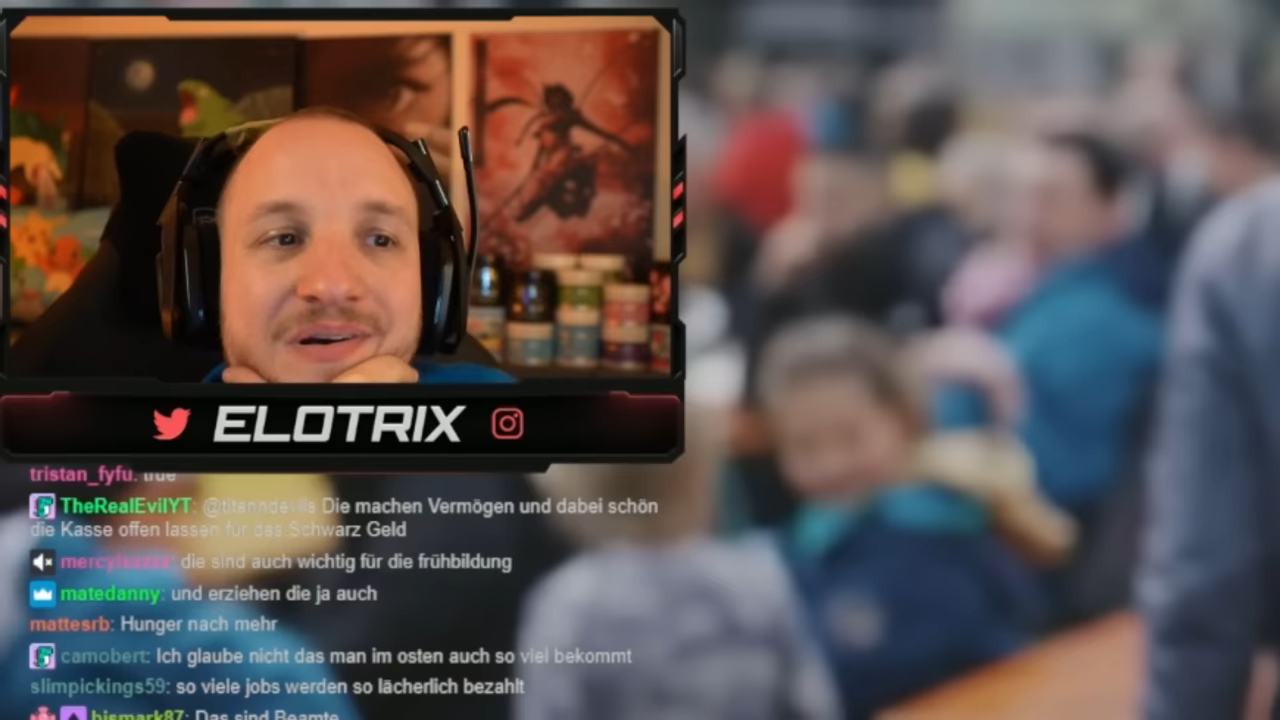 ELOTRIX
tristan_fyfu: true
TheRealEvilYT: @titanndevils Die machen Vermögen und dabei schön
die Kasse offen lassen für das Schwarz Geld
die sind auch wichtig für die frühbildung
matedanny: und erziehen die ja auch
mattesrb: Hunger nach mehr
camobert: Ich glaube nicht das man im osten auch so viel bekommt
slimpickings59: so viele jobs werden so lächerlich bezahlt
bismark87: Das sind Beamte